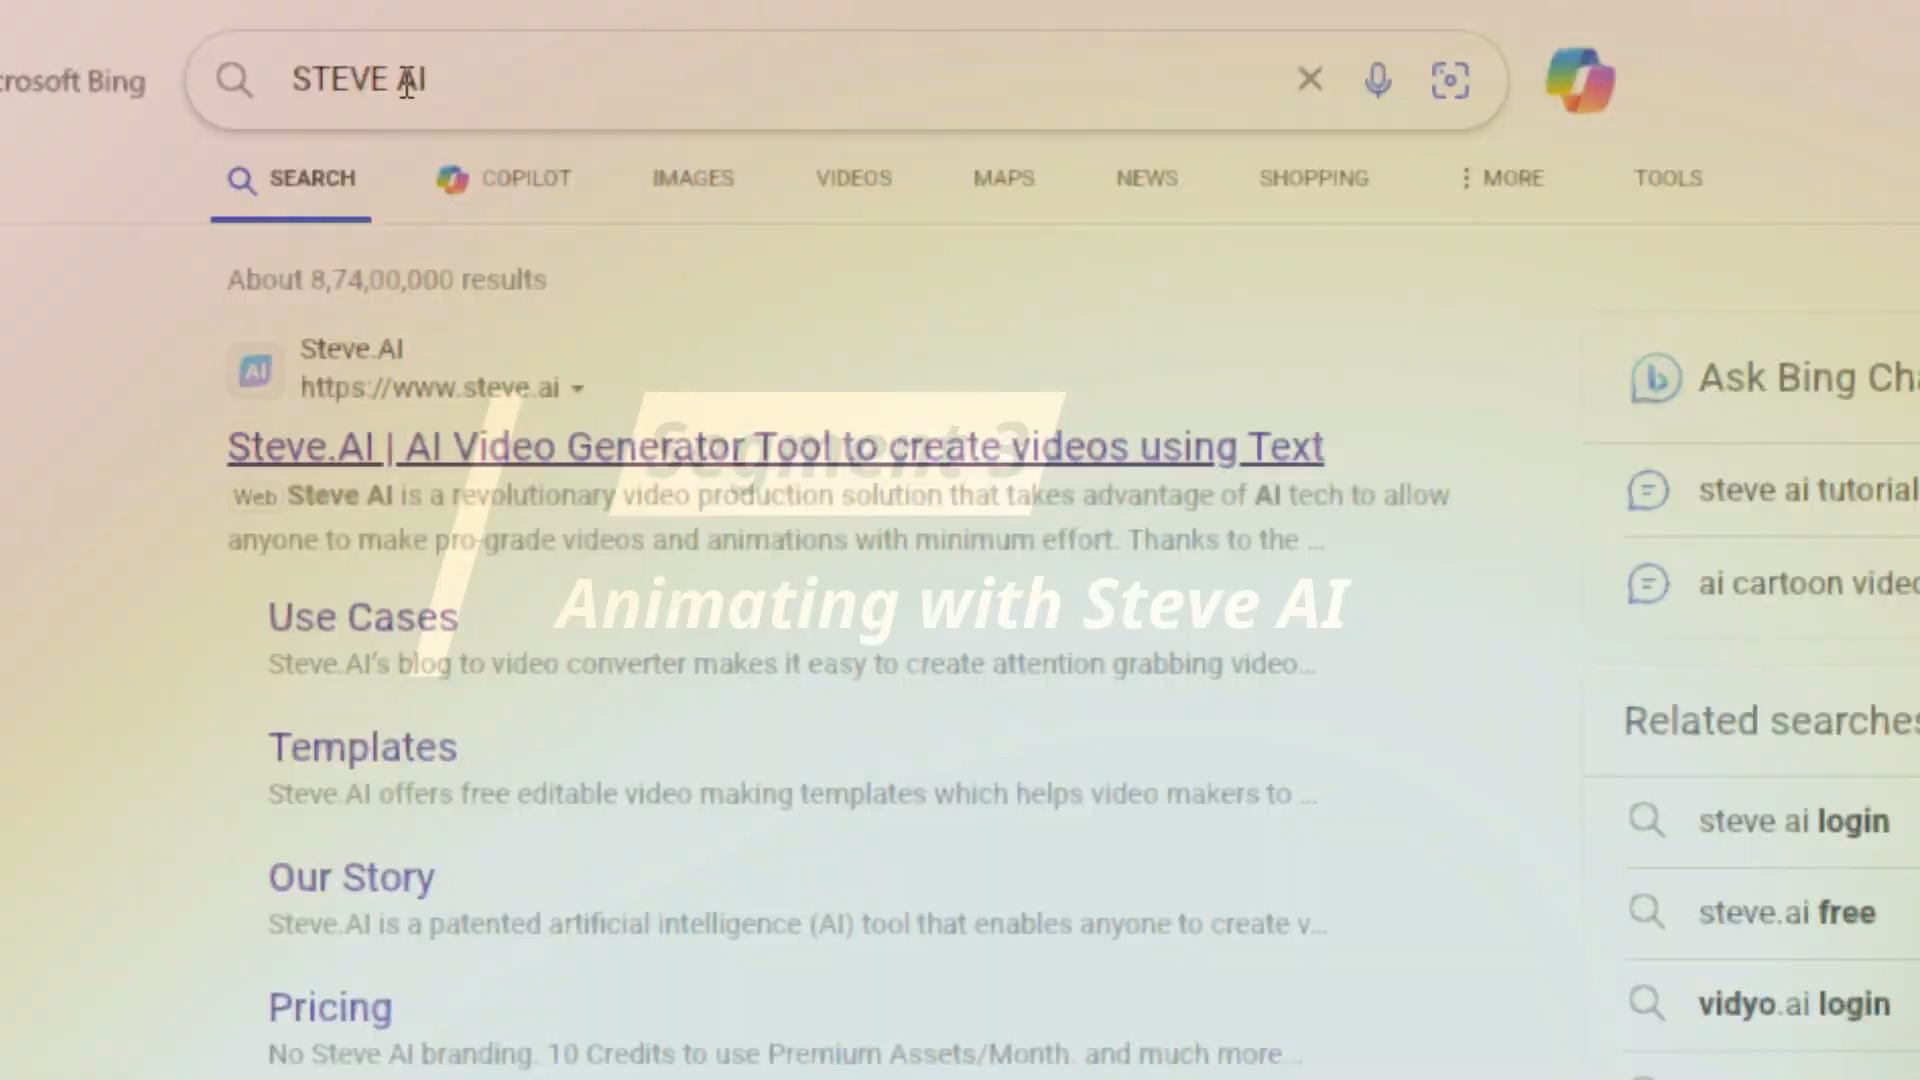 crosoft Bing
STEVE AI
SEARCH
COPILOT
IMAGES
VIDEOS
MAPS
NEWS
SHOPPING
MORE
TOOLS
About 8,74,00,000 results
AI
Steve.AI
https://www.steve.ai
Steve.AI | AI Video Generator Tool to create videos using Text
Segment 3
Web Steve AI is a revolutionary video production solution that takes advantage of AI tech to allow
anyone to make pro-grade videos and animations with minimum effort. Thanks to the ...
Animating with Steve AI
Use Cases
Steve.AI's blog to video converter makes it easy to create attention grabbing video...
Templates
Steve.AI offers free editable video making templates which helps video makers to ...
Our Story
Steve.AI is a patented artificial intelligence (AI) tool that enables anyone to create v...
Pricing
No Steve AI branding. 10 Credits to use Premium Assets/Month. and much more...
Ask Bing Cha
steve ai tutorial
ai cartoon video
Related searches
steve ai login
steve.ai free
vidyo.ai login